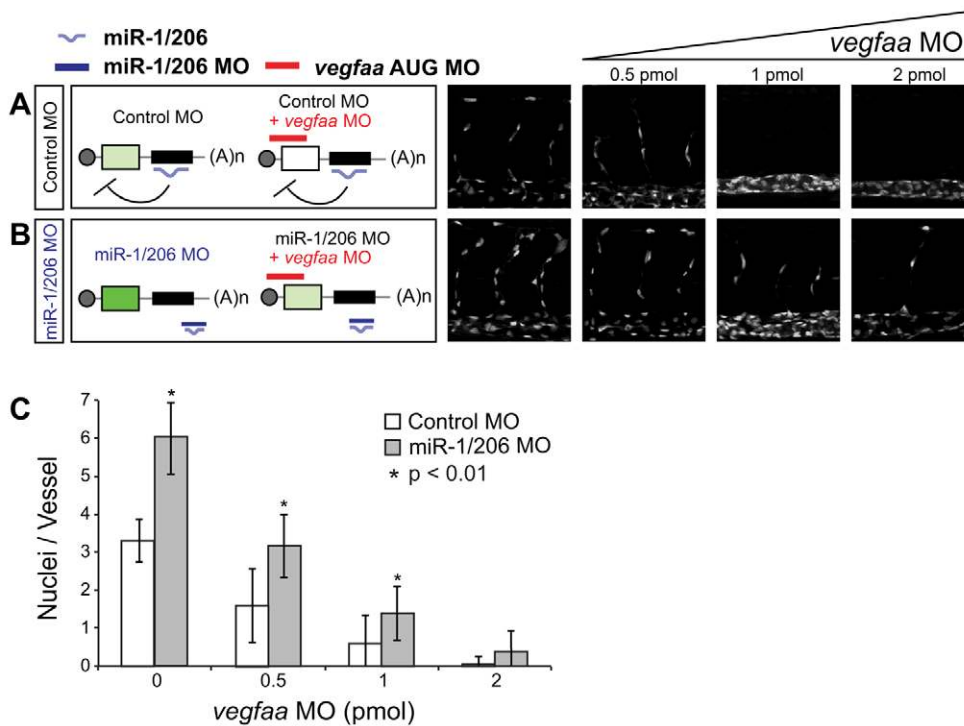 miR-1/206
miR-1/206 MO
vegfaa AUG MO
vegfaa MO
0.5 pmol
1 pmol
2 pmol
A
Control MO
Control MO
(A)n
Control MO
+ vegfaa MO
(A)n
B
miR-1/206 MO
miR-1/206 MO
(A)n
miR-1/206 MO
+ vegfaa MO
(A)n
C
Nuclei / Vessel
7
6
5
4
3
2
1
0
*
*
*
Control MO
miR-1/206 MO
* p < 0.01
0
0.5
1
2
vegfaa MO (pmol)